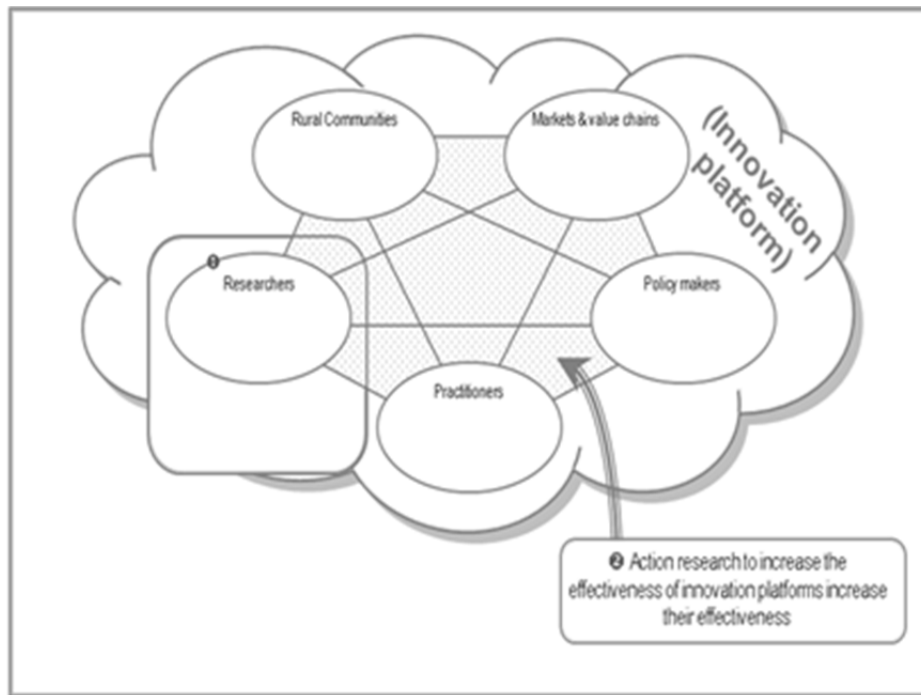 Rural Communities
Markets & value chains
(Innovation
platform)
❶
Researchers
Policy makers
Practitioners
❷ Action research to increase the
effectiveness of innovation platforms increase
their effectiveness